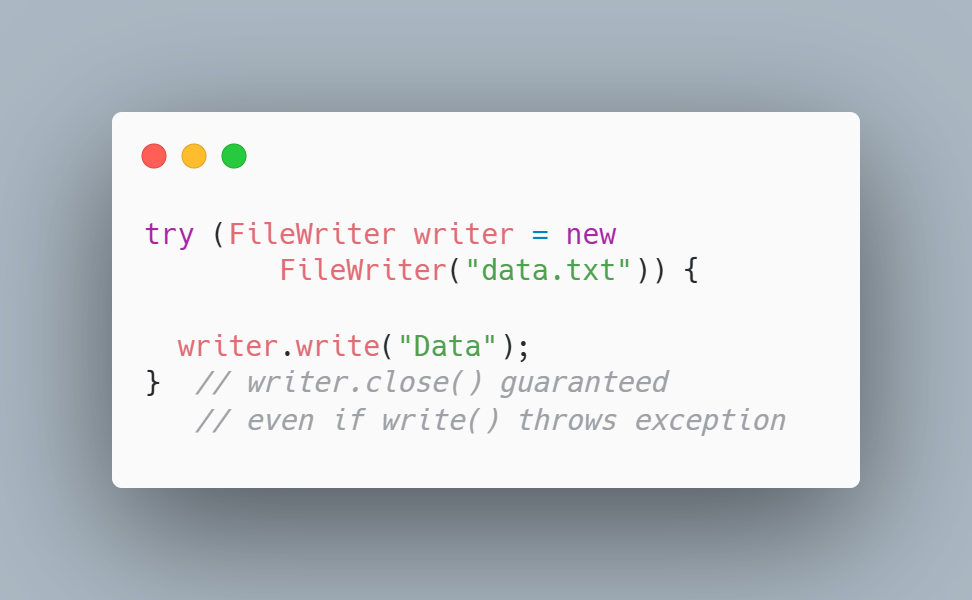 try (FileWriter writer = new
FileWriter("data.txt")) {
writer.write("Data");
} // writer.close() guaranteed
// even if write() throws exception